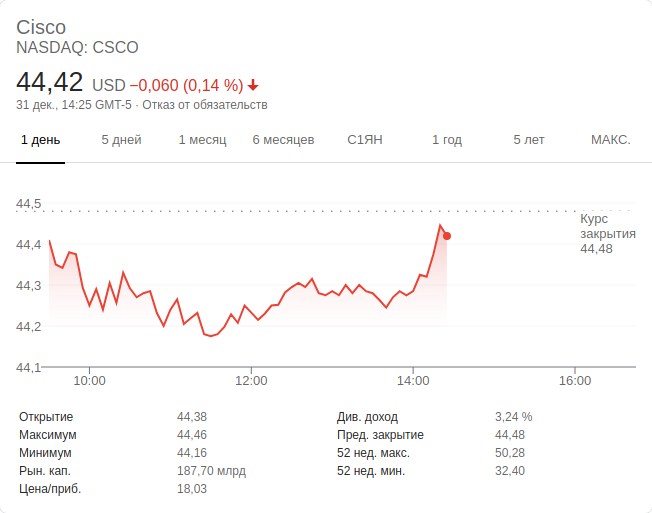 Cisco
NASDAQ: CSCO
44,42 USD −0,060 (0,14 %)
31 дек., 14:25 GMT-5 · Отказ от обязательств
1 день 5 дней 1 месяц 6 месяцев С1ЯН 1 год 5 лет МАКС.
44,5
Курс
закрытия
44,48
44,4
44,3
44,2
44,1
10:00 12:00 14:00 16:00
Открытие 44,38 Див. доход 3,24 %
Максимум 44,46 Пред. закрытие 44,48
Минимум 44,16 52 нед. макс. 50,28
Рын. кап. 187,70 млрд 52 нед. мин. 32,40
Цена/приб. 18,03